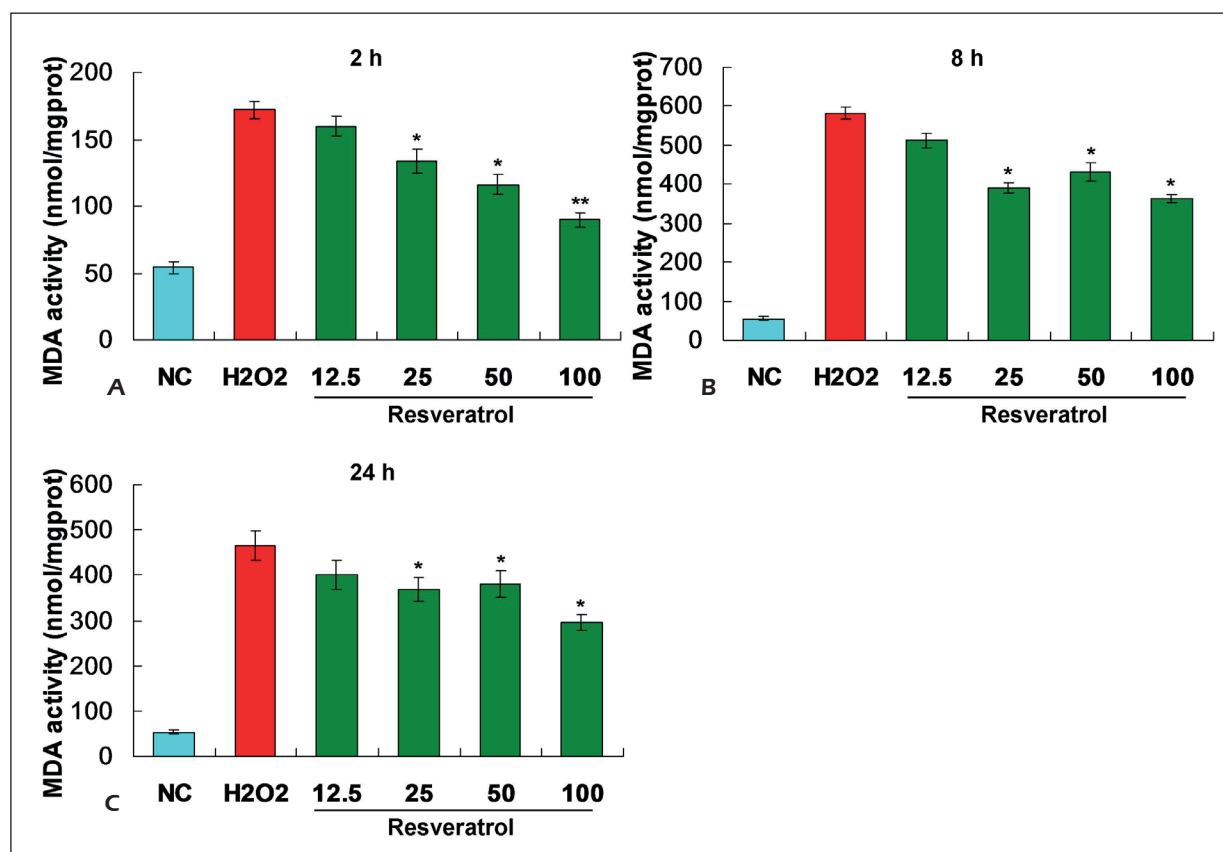 2 h
MDA activity (nmol/mgprot)
200
150
100
50
0
*
*
**
NC H2O2 12.5 25 50 100
Resveratrol
A
8 h
MDA activity (nmol/mgprot)
700
600
500
400
300
200
100
0
*
*
*
NC H2O2 12.5 25 50 100
Resveratrol
B
24 h
MDA activity (nmol/mgprot)
600
500
400
300
200
100
0
*
*
*
NC H2O2 12.5 25 50 100
Resveratrol
C